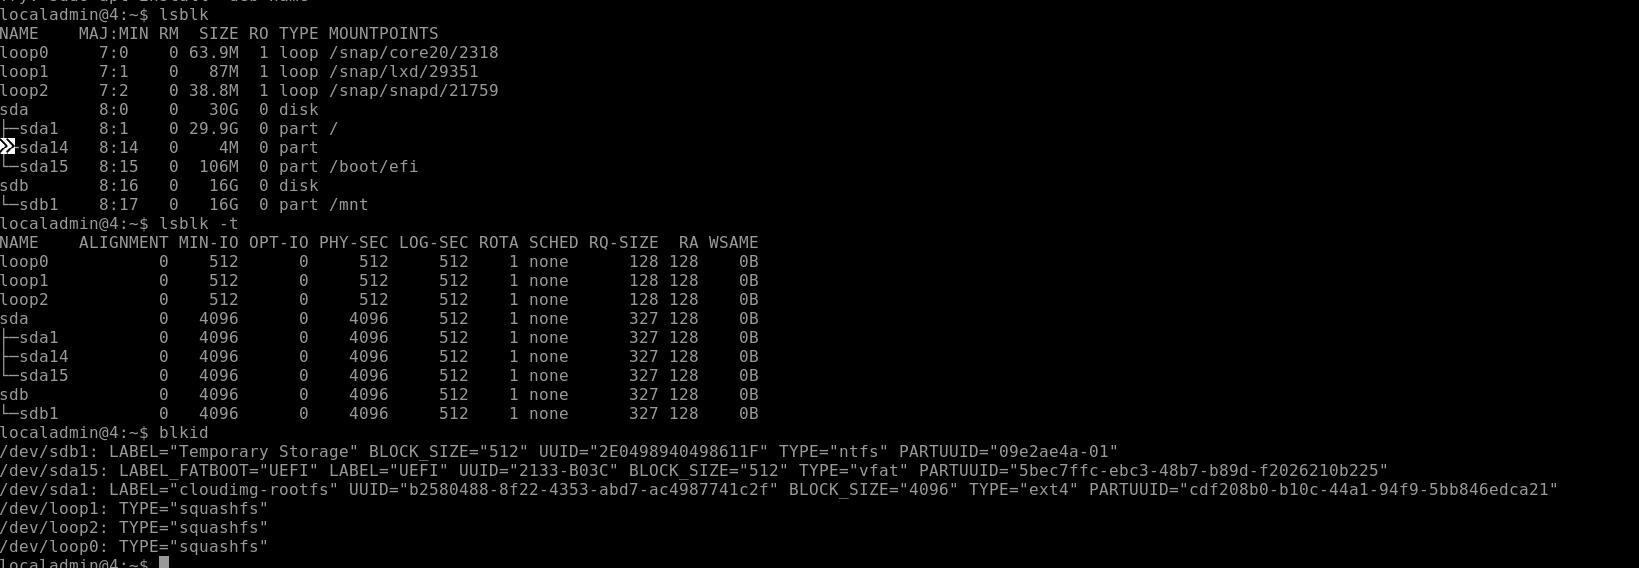 localadmin@4:~$ lsblk
NAME    MAJ:MIN RM  SIZE RO TYPE MOUNTPOINTS
loop0     7:0    0 63.9M  1 loop /snap/core20/2318
loop1     7:1    0   87M  1 loop /snap/lxd/29351
loop2     7:2    0 38.8M  1 loop /snap/snapd/21759
sda       8:0    0   30G  0 disk
├─sda1    8:1    0 29.9G  0 part /
├─sda14   8:14   0    4M  0 part
└─sda15   8:15   0  106M  0 part /boot/efi
sdb       8:16   0   16G  0 disk
└─sdb1    8:17   0   16G  0 part /mnt
localadmin@4:~$ lsblk -t
NAME    ALIGNMENT MIN-IO OPT-IO PHY-SEC LOG-SEC ROTA SCHED RQ-SIZE  RA WSAME
loop0           0    512      0     512     512    1 none      128 128    0B
loop1           0    512      0     512     512    1 none      128 128    0B
loop2           0    512      0     512     512    1 none      128 128    0B
sda             0   4096      0    4096     512    1 none      327 128    0B
├─sda1          0   4096      0    4096     512    1 none      327 128    0B
├─sda14         0   4096      0    4096     512    1 none      327 128    0B
└─sda15         0   4096      0    4096     512    1 none      327 128    0B
sdb             0   4096      0    4096     512    1 none      327 128    0B
└─sdb1          0   4096      0    4096     512    1 none      327 128    0B
localadmin@4:~$ blkid
/dev/sdb1: LABEL="Temporary Storage" BLOCK_SIZE="512" UUID="2E0498940498611F" TYPE="ntfs" PARTUUID="09e2ae4a-01"
/dev/sda15: LABEL_FATBOOT="UEFI" LABEL="UEFI" UUID="2133-B03C" BLOCK_SIZE="512" TYPE="vfat" PARTUUID="5bec7ffc-ebc3-48b7-b89d-f2026210b225"
/dev/sda1: LABEL="cloudimg-rootfs" UUID="b2580488-8f22-4353-abd7-ac4987741c2f" BLOCK_SIZE="4096" TYPE="ext4" PARTUUID="cdf208b0-b10c-44a1-94f9-5bb846edca21"
/dev/loop1: TYPE="squashfs"
/dev/loop2: TYPE="squashfs"
/dev/loop0: TYPE="squashfs"
localadmin@4:~$